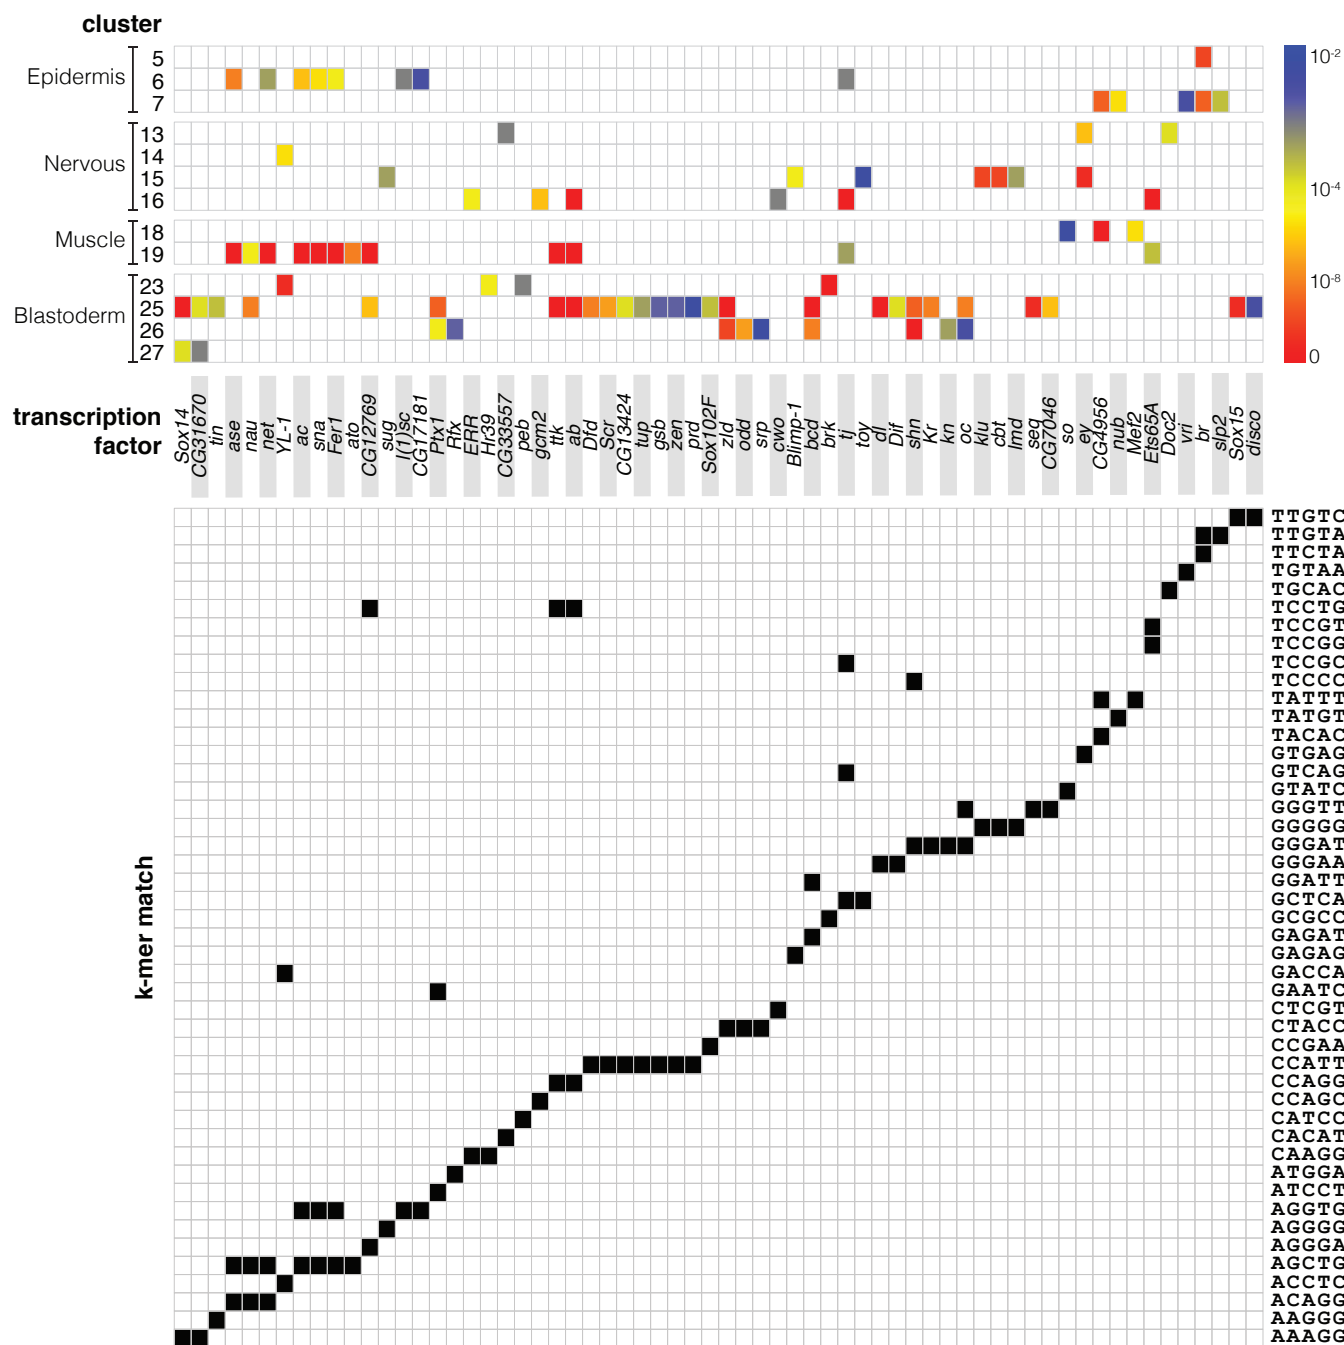 cluster
Epidermis
5
6
7
Nervous
13
14
15
16
Muscle
18
19
Blastoderm
23
25
26
27
10-2
10-4
10-8
0
transcription
factor
Sox14
CG31670
tin
ase
nau
net
YL-1
ac
sna
Fer1
ato
CG12769
sug
l(1)sc
CG17181
Ptx1
Rfx
ERR
Hr39
CG33557
peb
gcm2
ttk
ab
Dfd
Scr
CG13424
tup
gsb
zen
prd
Sox102F
zld
odd
srp
cwo
Blimp-1
bcd
brk
tj
toy
dl
Dif
shn
Kr
kn
oc
klu
cbt
lmd
seq
CG7046
so
ey
CG4956
nub
Mef2
Ets65A
Doc2
vri
br
slp2
Sox15
disco
k-mer match
TTGTC
TTGTA
TTCTA
TGTAA
TGCAC
TCCTG
TCCGT
TCCGG
TCCGC
TCCCC
TATTT
TATGT
TACAC
GTGAG
GTCAG
GTATC
GGGTT
GGGGG
GGGAT
GGGAA
GGATT
GCTCA
GCGCC
GAGAT
GAGAG
GACCA
GAATC
CTCGT
CTACC
CCGAA
CCATT
CCAGG
CCAGC
CATCC
CACAT
CAAGG
ATGGA
ATCCT
AGGTG
AGGGG
AGGGA
AGCTG
ACCTC
ACAGG
AAGGG
AAAGG